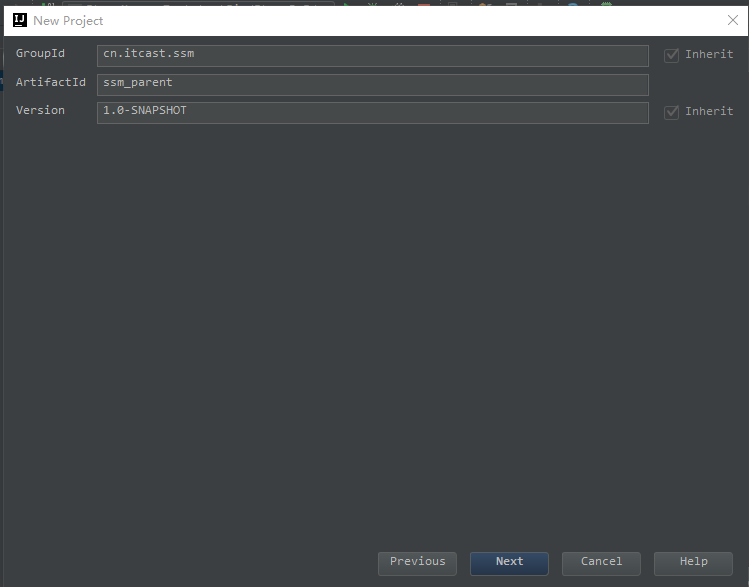 New Project
GroupId cn.itcast.ssm Inherit
ArtifactId ssm_parent
Version 1.0-SNAPSHOT Inherit
Previous Next Cancel Help